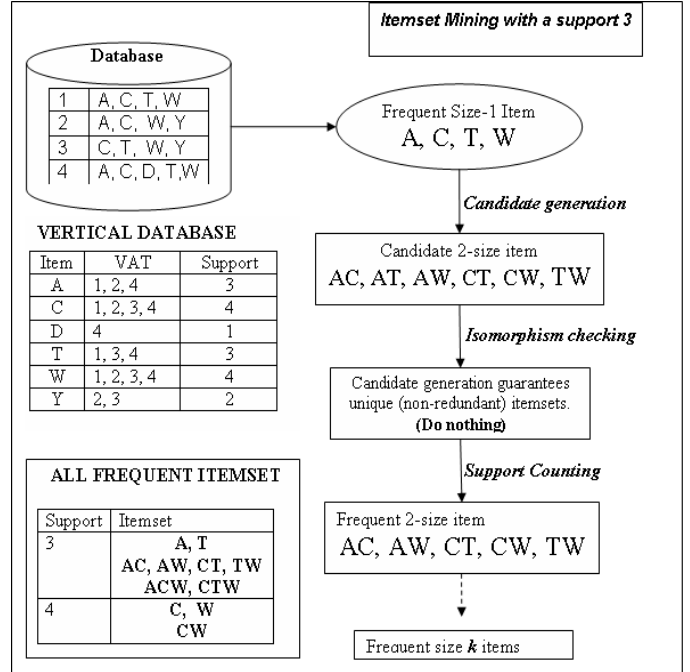 Itemset Mining with a support 3
Database
1 A, C, T, W
2 A, C, W, Y
3 C, T, W, Y
4 A, C, D, T,W
Frequent Size-1 Item
A, C, T, W
Candidate generation
VERTICAL DATABASE
Item VAT Support
A 1, 2, 4 3
C 1, 2, 3, 4 4
D 4 1
T 1, 3, 4 3
W 1, 2, 3, 4 4
Y 2, 3 2
Candidate 2-size item
AC, AT, AW, CT, CW, TW
Isomorphism checking
Candidate generation guarantees
unique (non-redundant) itemsets.
(Do nothing)
Support Counting
ALL FREQUENT ITEMSET
Support Itemset
3 A, T
AC, AW, CT, TW
ACW, CTW
4 C, W
CW
Frequent 2-size item
AC, AW, CT, CW, TW
Frequent size k items